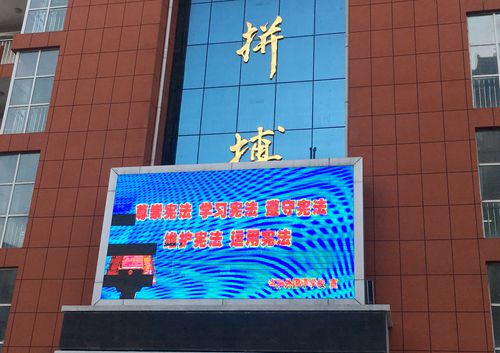 拼
搏
尊崇宪法 学习宪法 遵守宪法
维护宪法 运用宪法